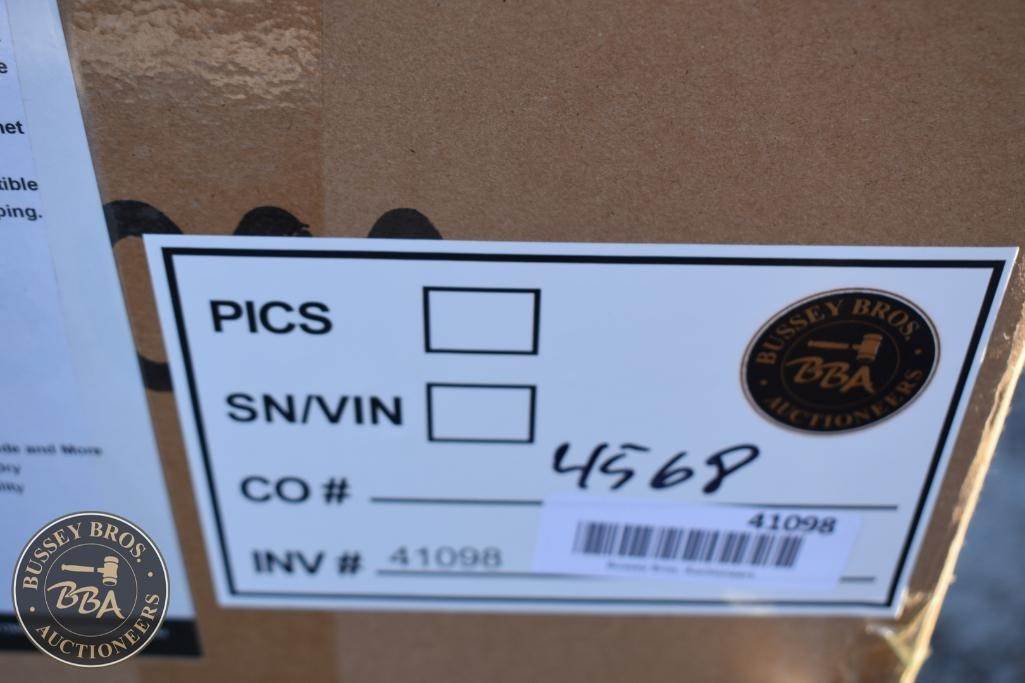 e
net
tible
ping.
PICS
BUSSEY BROS.
BBA
AUCTIONEERS
SN/VIN
CO # 4568
41098
INV # 41098
de and More
BUSSEY BROS.
BBA
AUCTIONEERS